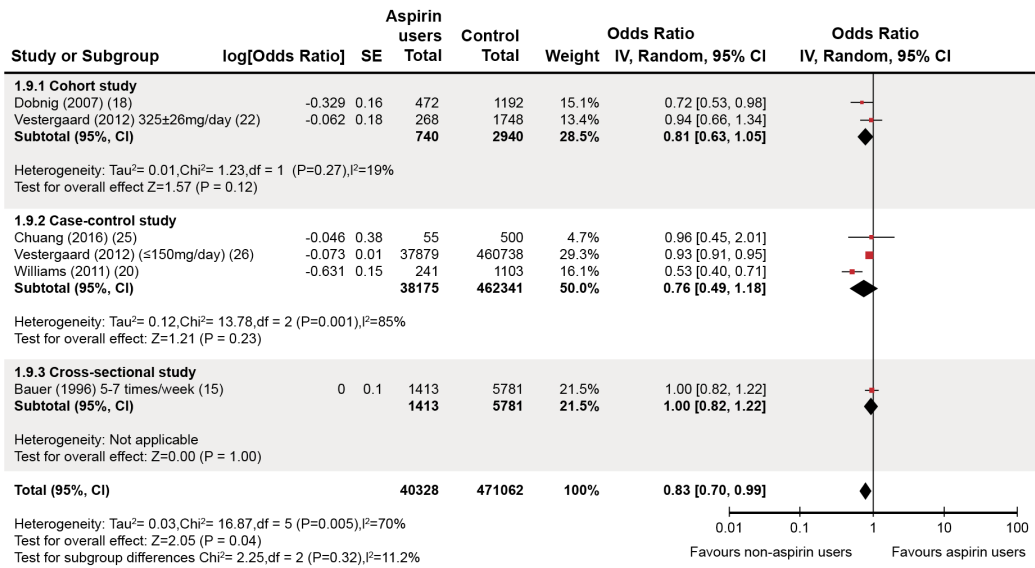 Study or Subgroup log[Odds Ratio] SE Aspirin users Total Control Total Weight Odds Ratio IV, Random, 95% CI Odds Ratio IV, Random, 95% CI
1.9.1 Cohort study
Dobnig (2007) (18) -0.329 0.16 472 1192 15.1% 0.72 [0.53, 0.98]
Vestergaard (2012) 325±26mg/day (22) -0.062 0.18 268 1748 13.4% 0.94 [0.66, 1.34]
Subtotal (95%, CI) 740 2940 28.5% 0.81 [0.63, 1.05]
Heterogeneity: Tau²= 0.01,Chi²= 1.23,df = 1 (P=0.27),I²=19%
Test for overall effect Z=1.57 (P = 0.12)
1.9.2 Case-control study
Chuang (2016) (25) -0.046 0.38 55 500 4.7% 0.96 [0.45, 2.01]
Vestergaard (2012) (≤150mg/day) (26) -0.073 0.01 37879 460738 29.3% 0.93 [0.91, 0.95]
Williams (2011) (20) -0.631 0.15 241 1103 16.1% 0.53 [0.40, 0.71]
Subtotal (95%, CI) 38175 462341 50.0% 0.76 [0.49, 1.18]
Heterogeneity: Tau²= 0.12,Chi²= 13.78,df = 2 (P=0.001),I²=85%
Test for overall effect: Z=1.21 (P = 0.23)
1.9.3 Cross-sectional study
Bauer (1996) 5-7 times/week (15) 0 0.1 1413 5781 21.5% 1.00 [0.82, 1.22]
Subtotal (95%, CI) 1413 5781 21.5% 1.00 [0.82, 1.22]
Heterogeneity: Not applicable
Test for overall effect: Z=0.00 (P = 1.00)
Total (95%, CI) 40328 471062 100% 0.83 [0.70, 0.99]
Heterogeneity: Tau²= 0.03,Chi²= 16.87,df = 5 (P=0.005),I²=70%
Test for overall effect: Z=2.05 (P = 0.04)
Test for subgroup differences Chi²= 2.25,df = 2 (P=0.32),I²=11.2%
0.01 0.1 1 10 100
Favours non-aspirin users Favours aspirin users